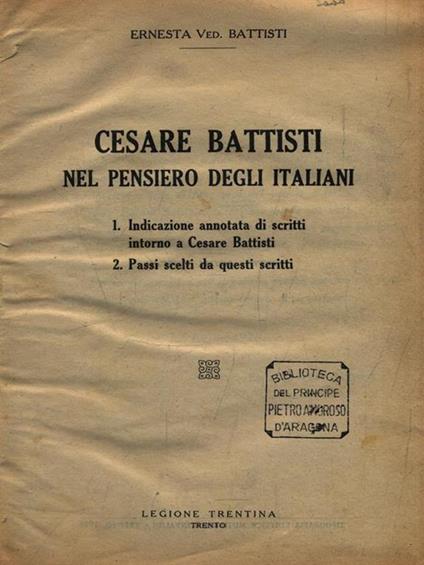 ERNESTA VED. BATTISTI
CESARE BATTISTI
NEL PENSIERO DEGLI ITALIANI
1. Indicazione annotata di scritti
intorno a Cesare Battisti
2. Passi scelti da questi scritti
BIBLIOTECA
DEL PRINCIPE
PIETRO
D'ARAGONA
LEGIONE TRENTINA
TRENTO